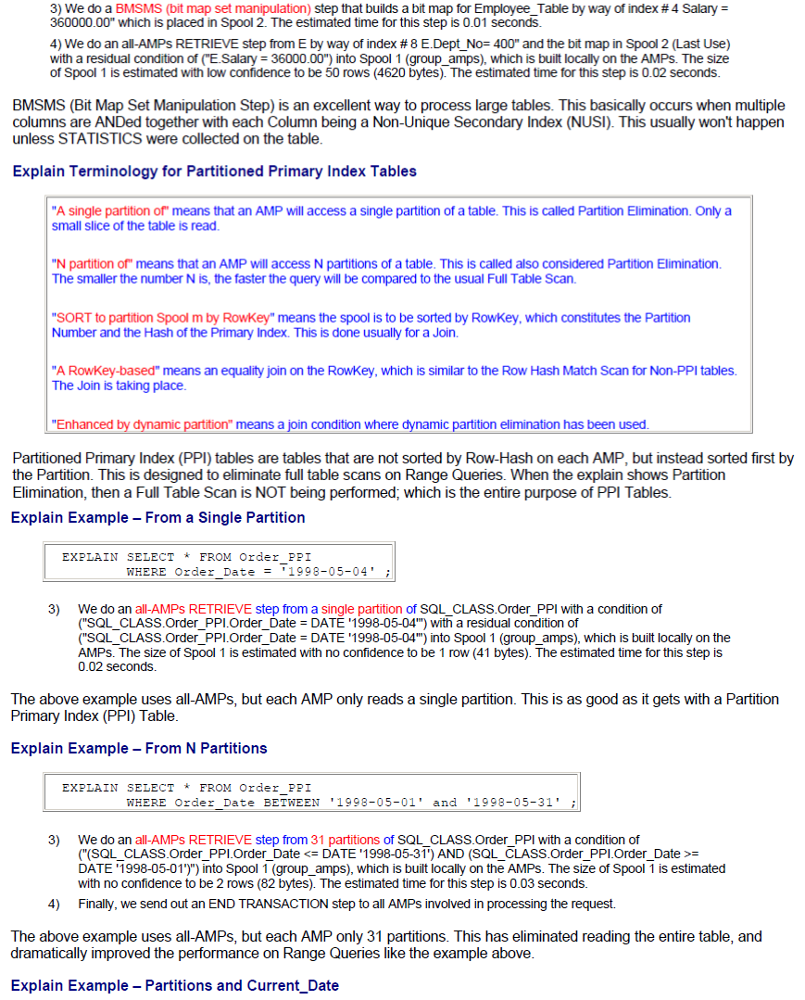 3) We do a BMSMS (bit map set manipulation) step that builds a bit map for Employee_Table by way of index # 4 Salary =
360000.00" which is placed in Spool 2. The estimated time for this step is 0.01 seconds.
4) We do an all-AMPs RETRIEVE step from E by way of index # 8 E.Dept_No= 400" and the bit map in Spool 2 (Last Use)
with a residual condition of ("E.Salary = 36000.00") into Spool 1 (group_amps), which is built locally on the AMPs. The size
of Spool 1 is estimated with low confidence to be 50 rows (4620 bytes). The estimated time for this step is 0.02 seconds.
BMSMS (Bit Map Set Manipulation Step) is an excellent way to process large tables. This basically occurs when multiple
columns are ANDed together with each Column being a Non-Unique Secondary Index (NUSI). This usually won't happen
unless STATISTICS were collected on the table.
Explain Terminology for Partitioned Primary Index Tables
"A single partition of" means that an AMP will access a single partition of a table. This is called Partition Elimination. Only a
small slice of the table is read.
"N partition of" means that an AMP will access N partitions of a table. This is called also considered Partition Elimination.
The smaller the number N is, the faster the query will be compared to the usual Full Table Scan.
"SORT to partition Spool m by RowKey" means the spool is to be sorted by RowKey, which constitutes the Partition
Number and the Hash of the Primary Index. This is done usually for a Join.
"A RowKey-based" means an equality join on the RowKey, which is similar to the Row Hash Match Scan for Non-PPI tables.
The Join is taking place.
"Enhanced by dynamic partition" means a join condition where dynamic partition elimination has been used.
Partitioned Primary Index (PPI) tables are tables that are not sorted by Row-Hash on each AMP, but instead sorted first by
the Partition. This is designed to eliminate full table scans on Range Queries. When the explain shows Partition
Elimination, then a Full Table Scan is NOT being performed; which is the entire purpose of PPI Tables.
Explain Example – From a Single Partition
EXPLAIN SELECT * FROM Order_PPI
WHERE Order_Date = '1998-05-04' ;
3) We do an all-AMPs RETRIEVE step from a single partition of SQL_CLASS.Order_PPI with a condition of
("SQL_CLASS.Order_PPI.Order_Date = DATE '1998-05-04'") with a residual condition of
("SQL_CLASS.Order_PPI.Order_Date = DATE '1998-05-04'") into Spool 1 (group_amps), which is built locally on the
AMPs. The size of Spool 1 is estimated with no confidence to be 1 row (41 bytes). The estimated time for this step is
0.02 seconds.
The above example uses all-AMPs, but each AMP only reads a single partition. This is as good as it gets with a Partition
Primary Index (PPI) Table.
Explain Example – From N Partitions
EXPLAIN SELECT * FROM Order_PPI
WHERE Order_Date BETWEEN '1998-05-01' and '1998-05-31' ;
3) We do an all-AMPs RETRIEVE step from 31 partitions of SQL_CLASS.Order_PPI with a condition of
("(SQL_CLASS.Order_PPI.Order_Date <= DATE '1998-05-31') AND (SQL_CLASS.Order_PPI.Order_Date >=
DATE '1998-05-01')") into Spool 1 (group_amps), which is built locally on the AMPs. The size of Spool 1 is estimated
with no confidence to be 2 rows (82 bytes). The estimated time for this step is 0.03 seconds.
4) Finally, we send out an END TRANSACTION step to all AMPs involved in processing the request.
The above example uses all-AMPs, but each AMP only 31 partitions. This has eliminated reading the entire table, and
dramatically improved the performance on Range Queries like the example above.
Explain Example – Partitions and Current_Date